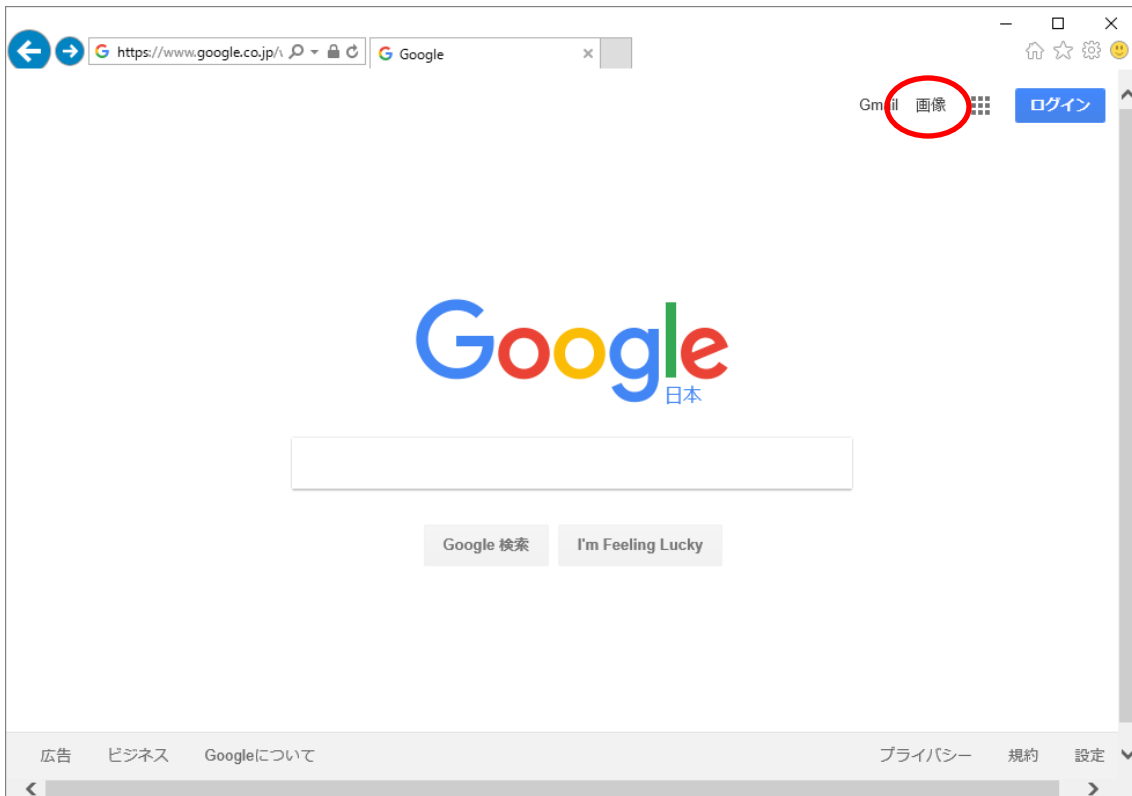 https://www.google.co.jp/
Google
Gmail 画像
ログイン
Google
日本
Google 検索
I'm Feeling Lucky
広告 ビジネス Googleについて
プライバシー 規約 設定